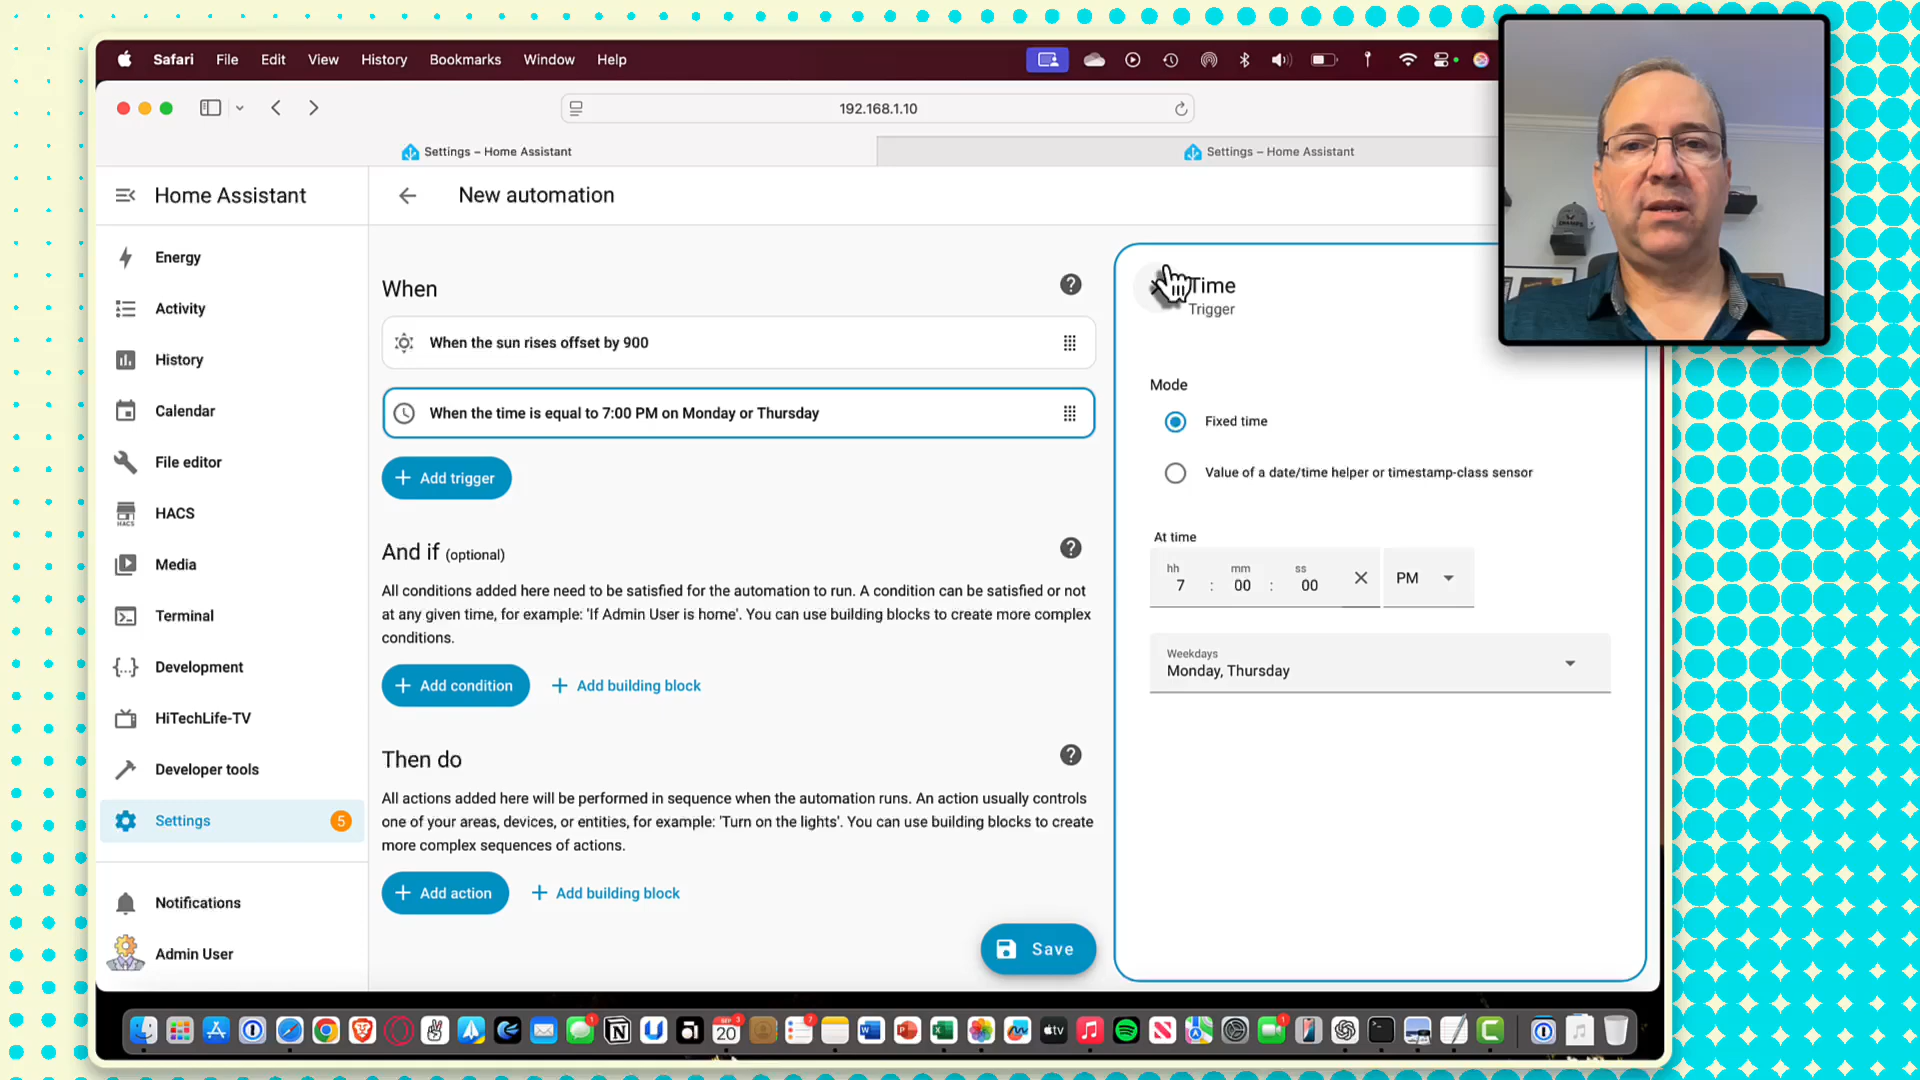 Safari File Edit View History Bookmarks Window Help
192.168.1.10
Settings – Home Assistant
Settings – Home Assistant
Home Assistant
New automation
Energy
Activity
History
Calendar
File editor
HACS
HACS
Media
Terminal
Development
HiTechLife-TV
Developer tools
Settings
5
Notifications
Admin User
When
When the sun rises offset by 900
When the time is equal to 7:00 PM on Monday or Thursday
Add trigger
And if (optional)
All conditions added here need to be satisfied for the automation to run. A condition can be satisfied or not
at any given time, for example: 'If Admin User is home'. You can use building blocks to create more complex
conditions.
Add condition
Add building block
Then do
All actions added here will be performed in sequence when the automation runs. An action usually controls
one of your areas, devices, or entities, for example: 'Turn on the lights'. You can use building blocks to create
more complex sequences of actions.
Add action
Add building block
Save
Time
Trigger
Mode
Fixed time
Value of a date/time helper or timestamp-class sensor
At time
hh mm ss
7 : 00 : 00
PM
Weekdays
Monday, Thursday
20
tv